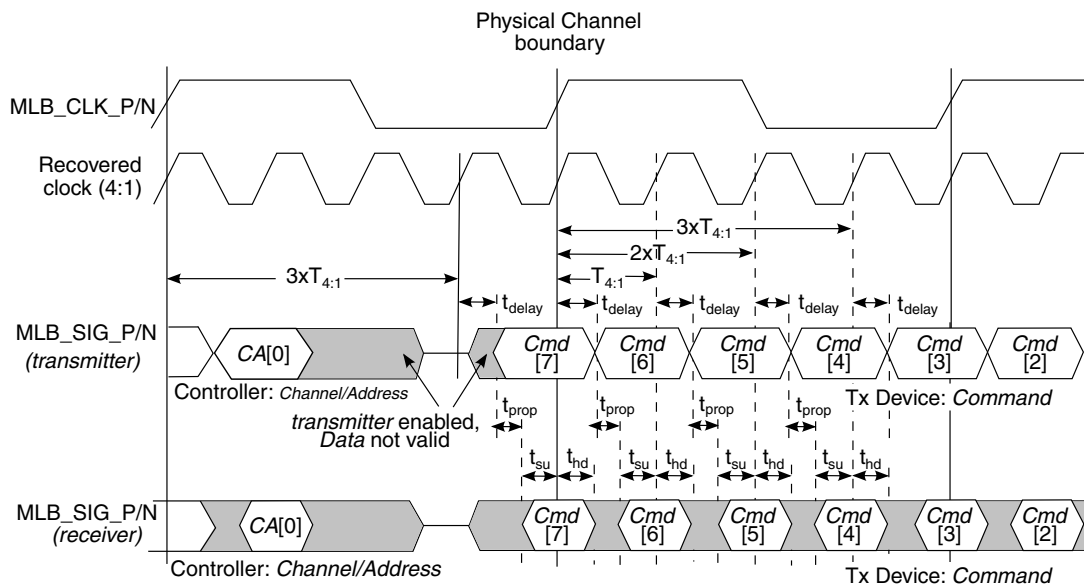 Physical Channel
boundary
MLB_CLK_P/N
Recovered
clock (4:1)
3xT4:1
2xT4:1
3xT4:1
T4:1
tdelay
tdelay
tdelay
tdelay
tdelay
MLB_SIG_P/N
(transmitter)
CA[0]
Cmd
[7]
Cmd
[6]
Cmd
[5]
Cmd
[4]
Cmd
[3]
Cmd
[2]
Controller: Channel/Address
Tx Device: Command
transmitter enabled,
Data not valid
tprop
tprop
tprop
tprop
tsu
thd
tsu
thd
tsu
thd
tsu
thd
MLB_SIG_P/N
(receiver)
CA[0]
Cmd
[7]
Cmd
[6]
Cmd
[5]
Cmd
[4]
Cmd
[3]
Cmd
[2]
Controller: Channel/Address
Tx Device: Command